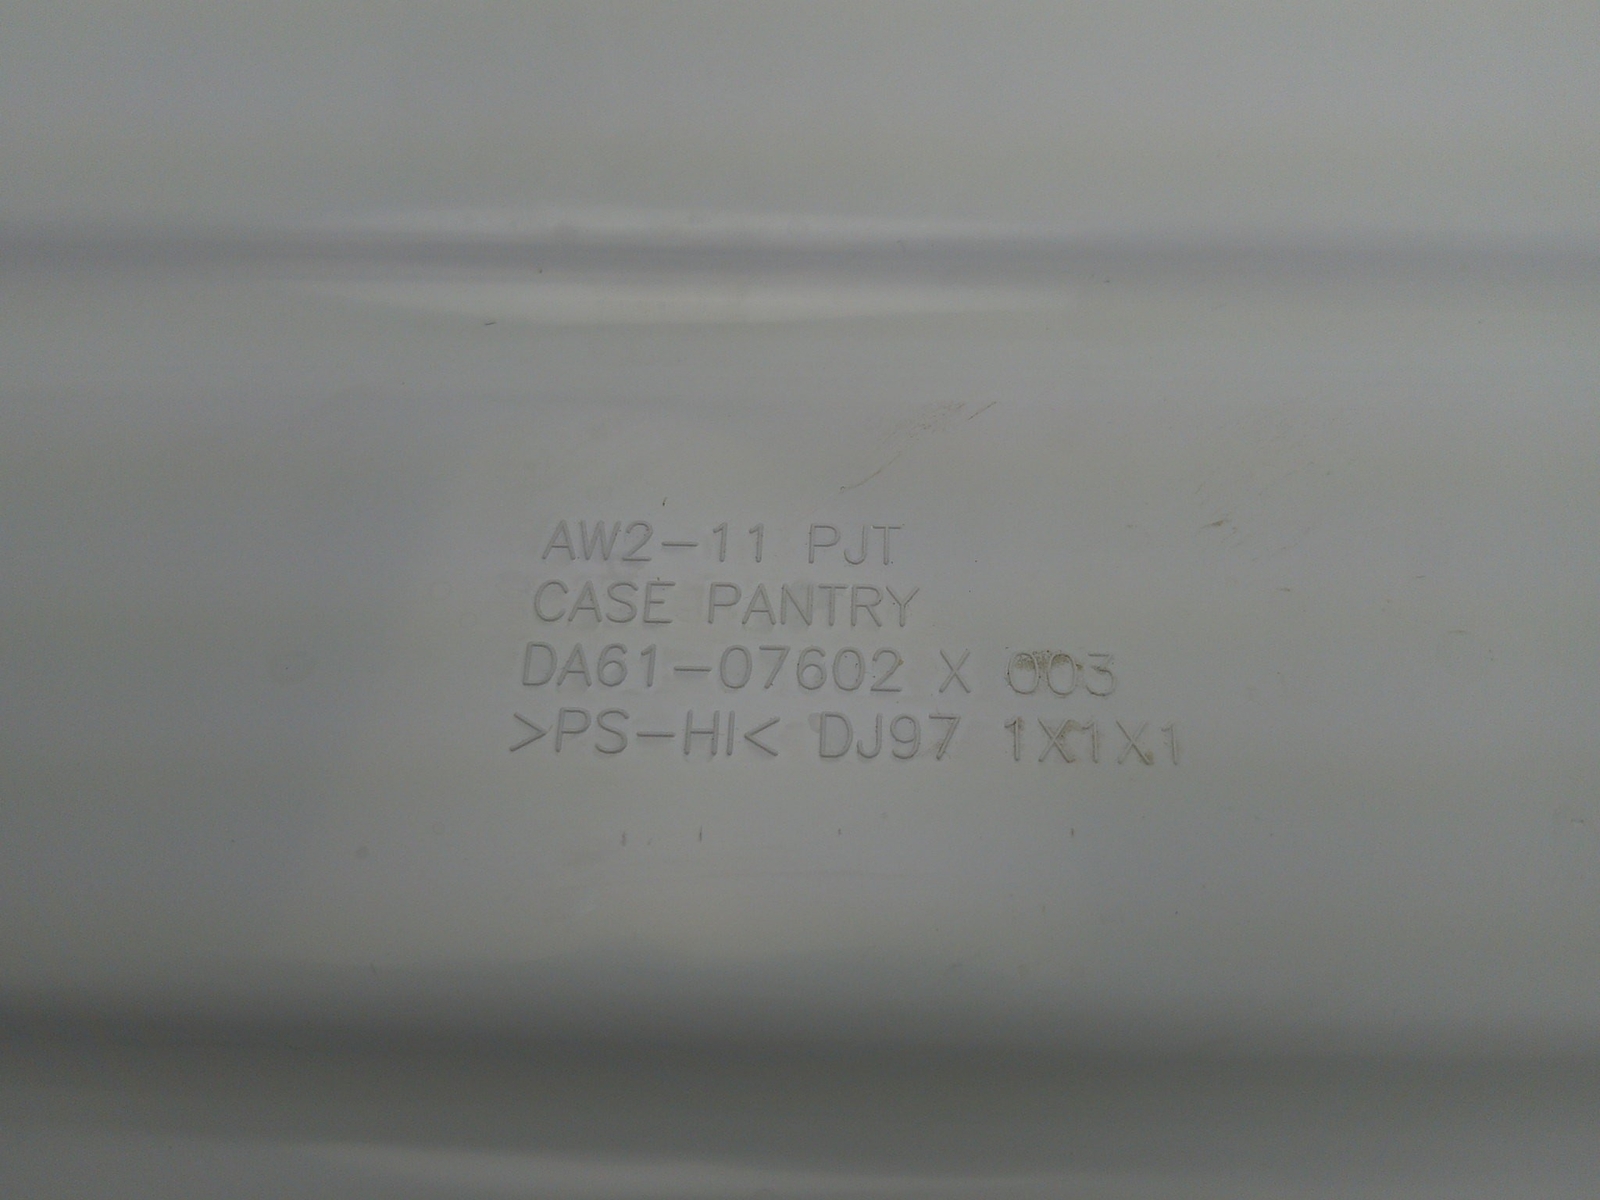 AW2-11 PJT
CASE PANTRY
DA61-07602 X 003
>PS-HI< DJ97 1X1X1